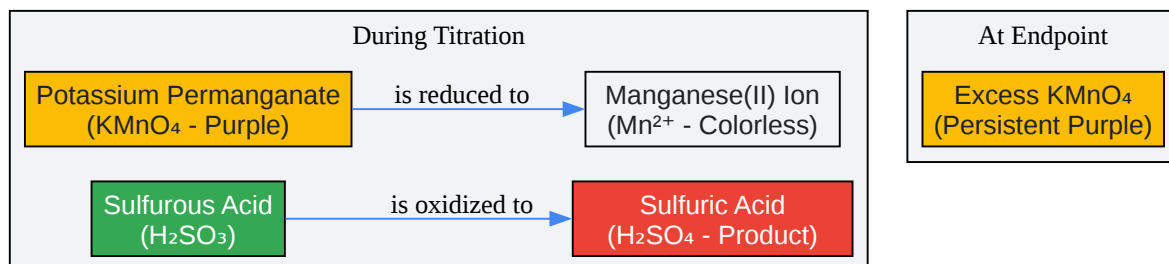 During Titration
Potassium Permanganate
(KMnO₄ - Purple)
is reduced to
Manganese(II) Ion
(Mn²⁺ - Colorless)
Sulfurous Acid
(H₂SO₃)
is oxidized to
Sulfuric Acid
(H₂SO₄ - Product)
At Endpoint
Excess KMnO₄
(Persistent Purple)